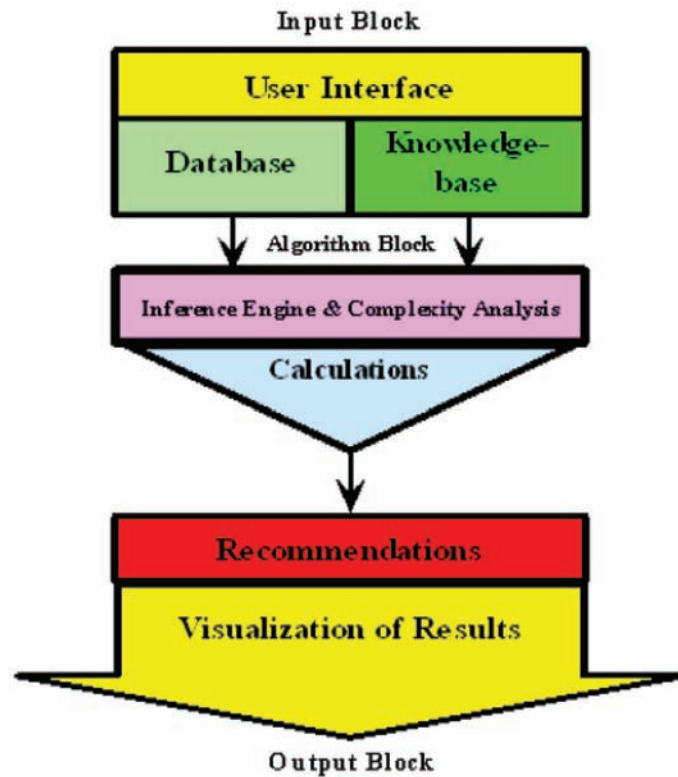 Input Block
User Interface
Database
Knowledge-
base
Algorithm Block
Inference Engine & Complexity Analysis
Calculations
Recommendations
Visualization of Results
Output Block